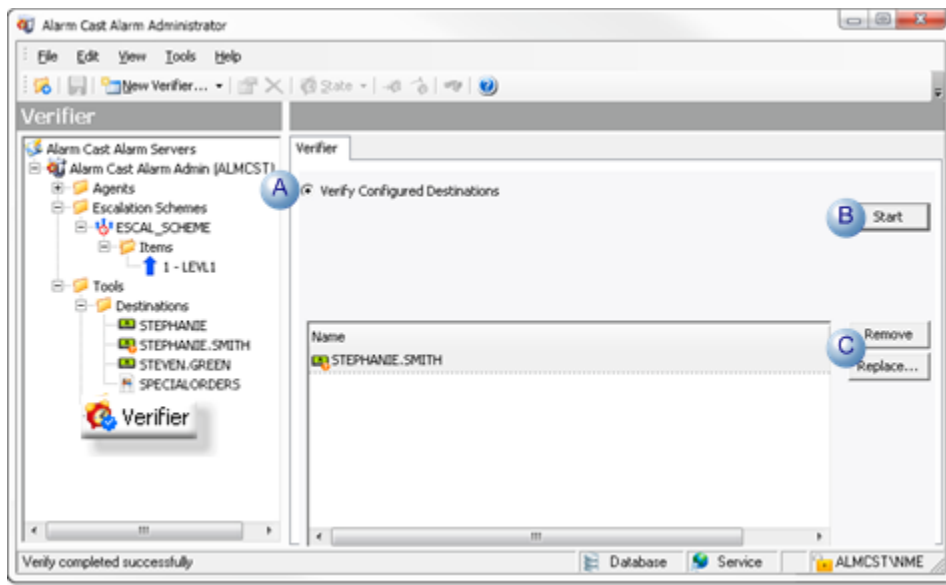 Alarm Cast Alarm Administrator
File Edit View Tools Help
New Verifier... State
Verifier
Alarm Cast Alarm Servers
Alarm Cast Alarm Admin [ALMCST]
Agents
Escalation Schemes
ESCAL_SCHEME
Items
1 - LEVL1
Tools
Destinations
STEPHANIE
STEPHANIE.SMITH
STEVEN.GREEN
SPECIALORDERS
Verifier
Verifier
A Verify Configured Destinations
B Start
Name
STEPHANIE.SMITH
C Remove
Replace...
Verify completed successfully Database Service ALMCST\NME